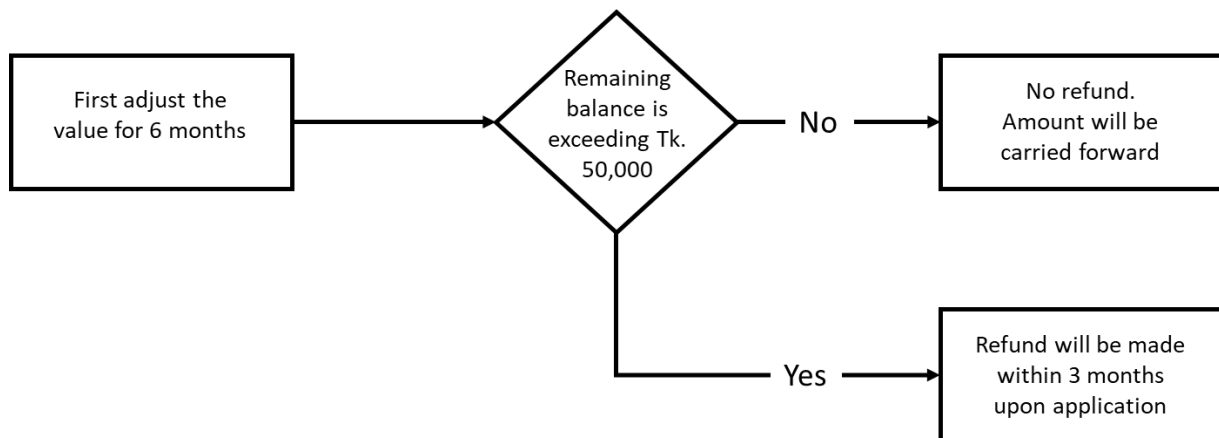 First adjust the
value for 6 months
Remaining
balance is
exceeding Tk.
50,000
No
No refund.
Amount will be
carried forward
Yes
Refund will be made
within 3 months
upon application